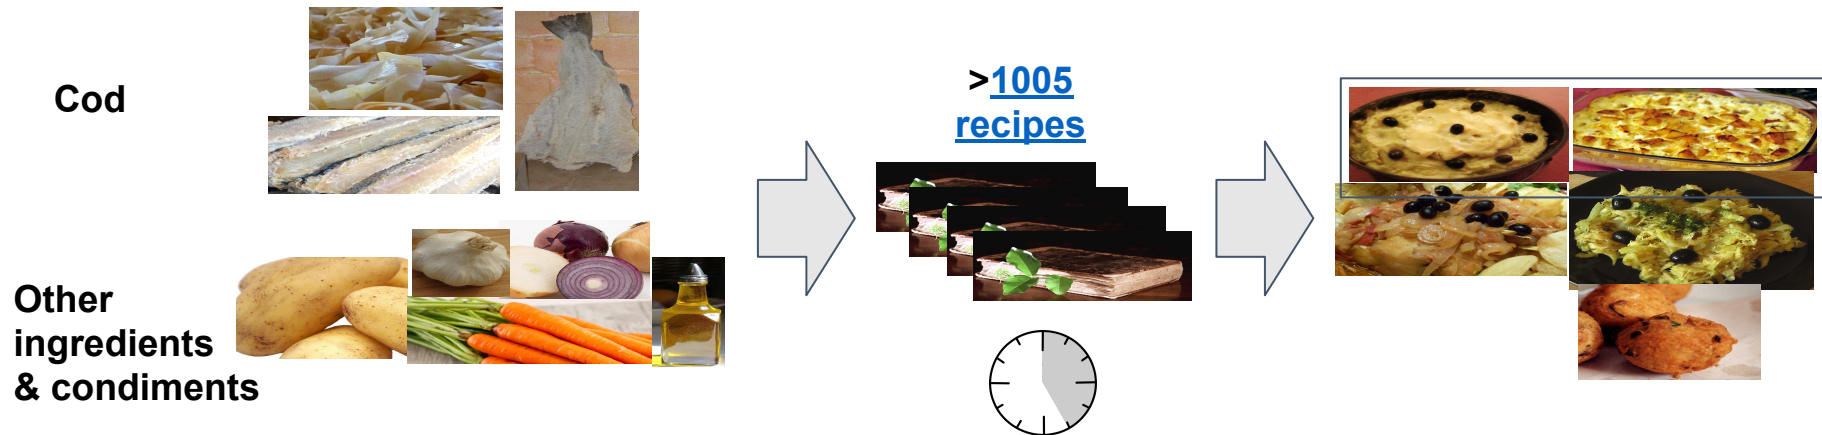 Cod
>1005
recipes
Other
ingredients
& condiments